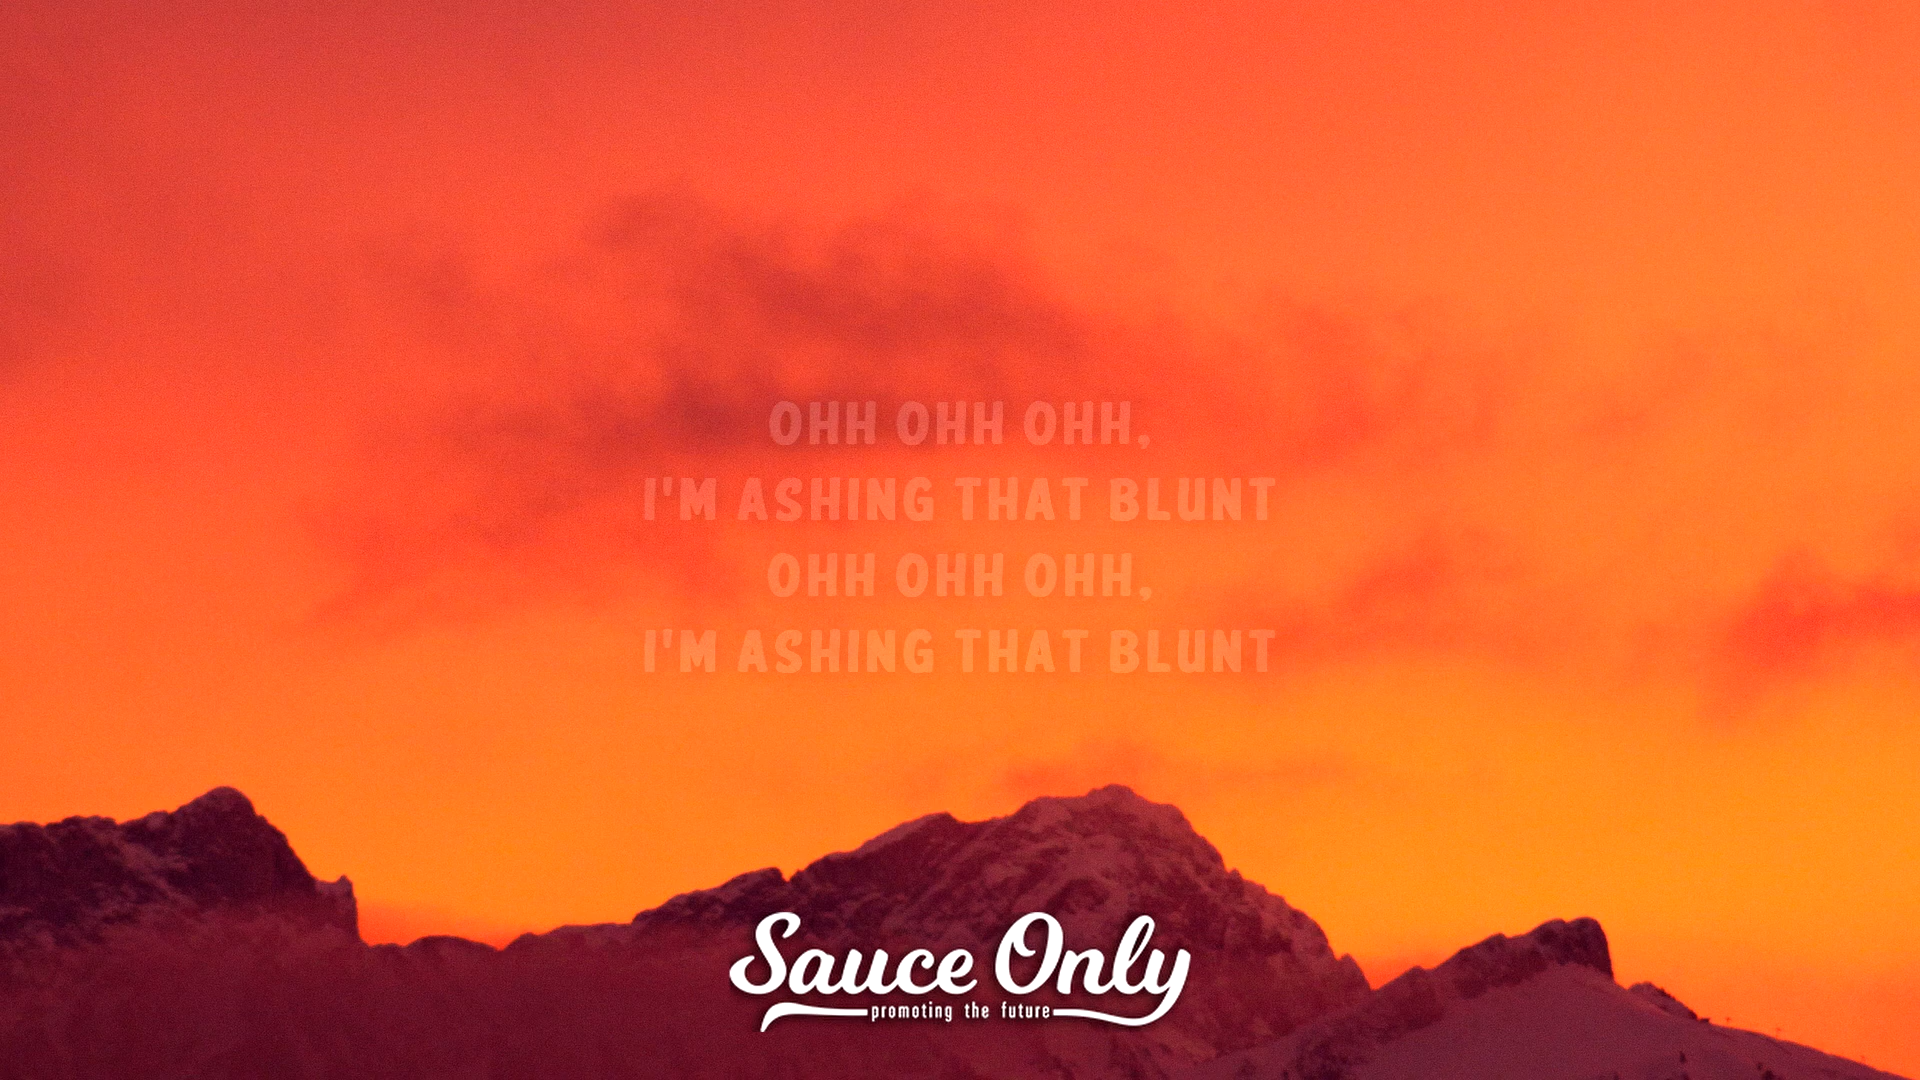 OHH OHH OHH,
I'M ASHING THAT BLUNT
OHH OHH OHH,
I'M ASHING THAT BLUNT
Sauce Only
promoting the future